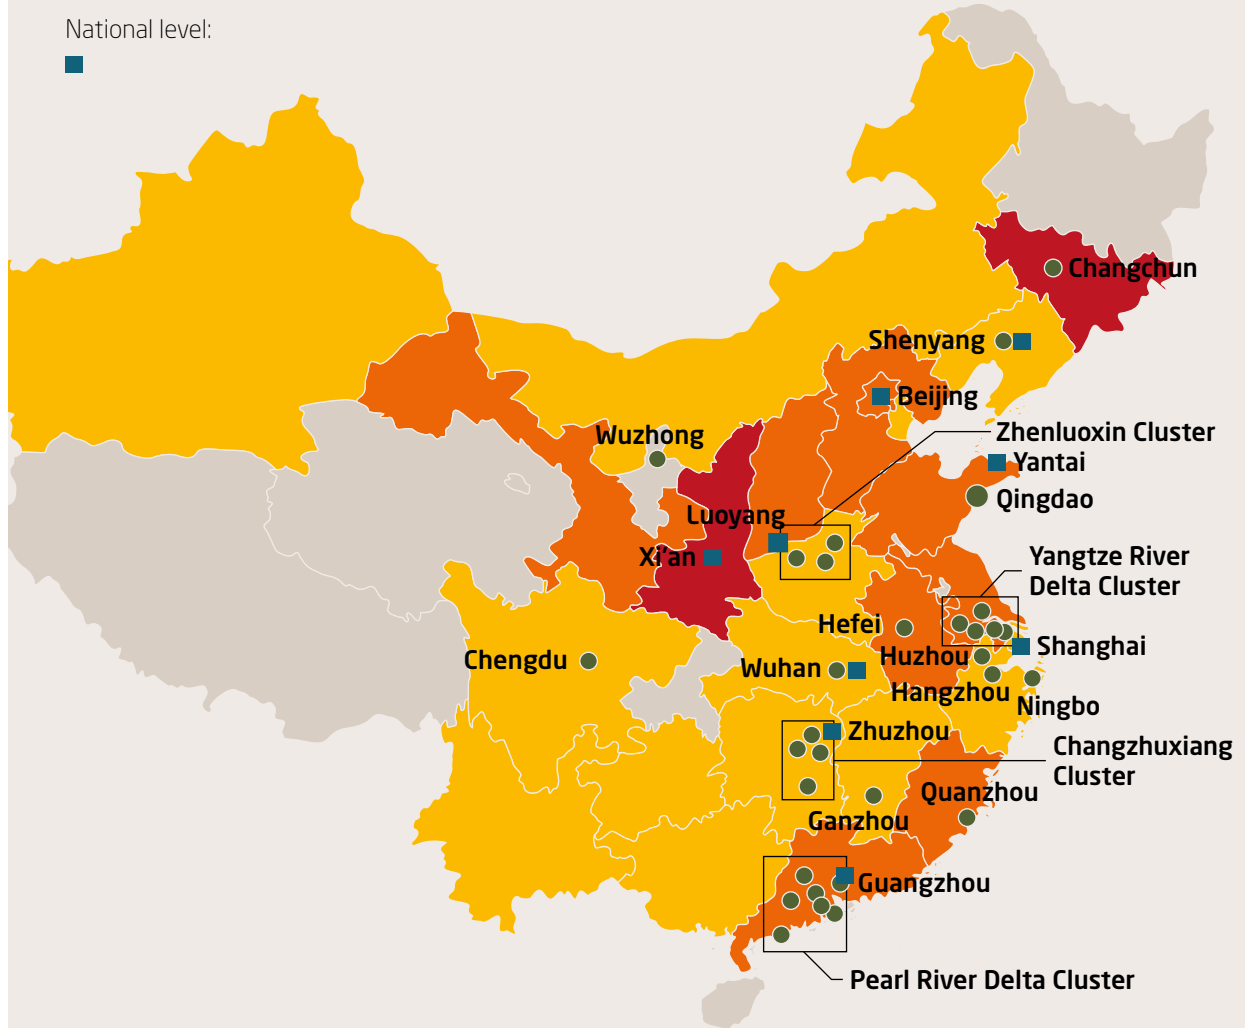 National level:
Changchun
Shenyang
Beijing
Wuzhong
Zhenluoxin Cluster
Yantai
Qingdao
Luoyang
Xi'an
Yangtze River
Delta Cluster
Hefei
Huzhou
Shanghai
Chengdu
Wuhan
Hangzhou
Ningbo
Zhuzhou
Changzhuxiang
Cluster
Quanzhou
Ganzhou
Guangzhou
Pearl River Delta Cluster